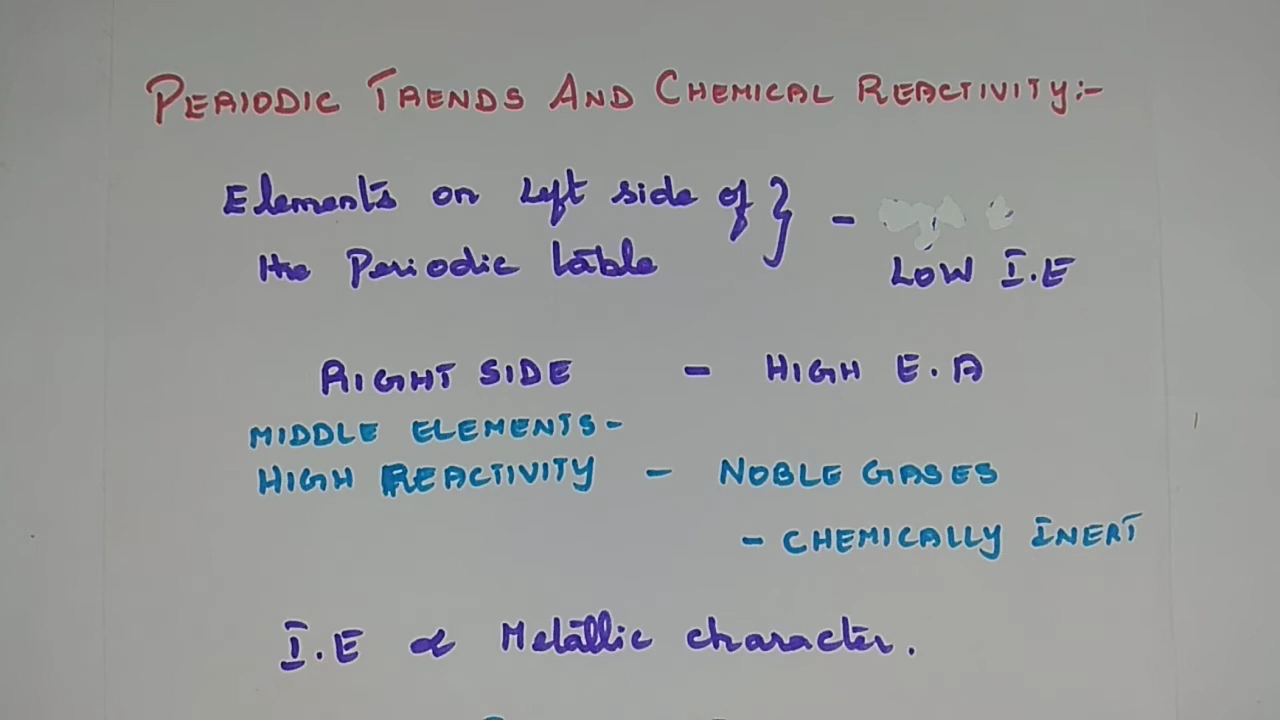 PERIODIC TRENDS AND CHEMICAL REACTIVITY:-
Elements on Left side of } -
the Periodic table LOW I.E
RIGHT SIDE - HIGH E.A
MIDDLE ELEMENTS-
HIGH REACTIVITY - NOBLE GASES
- CHEMICALLY INERT
I.E ∝ Metallic character.